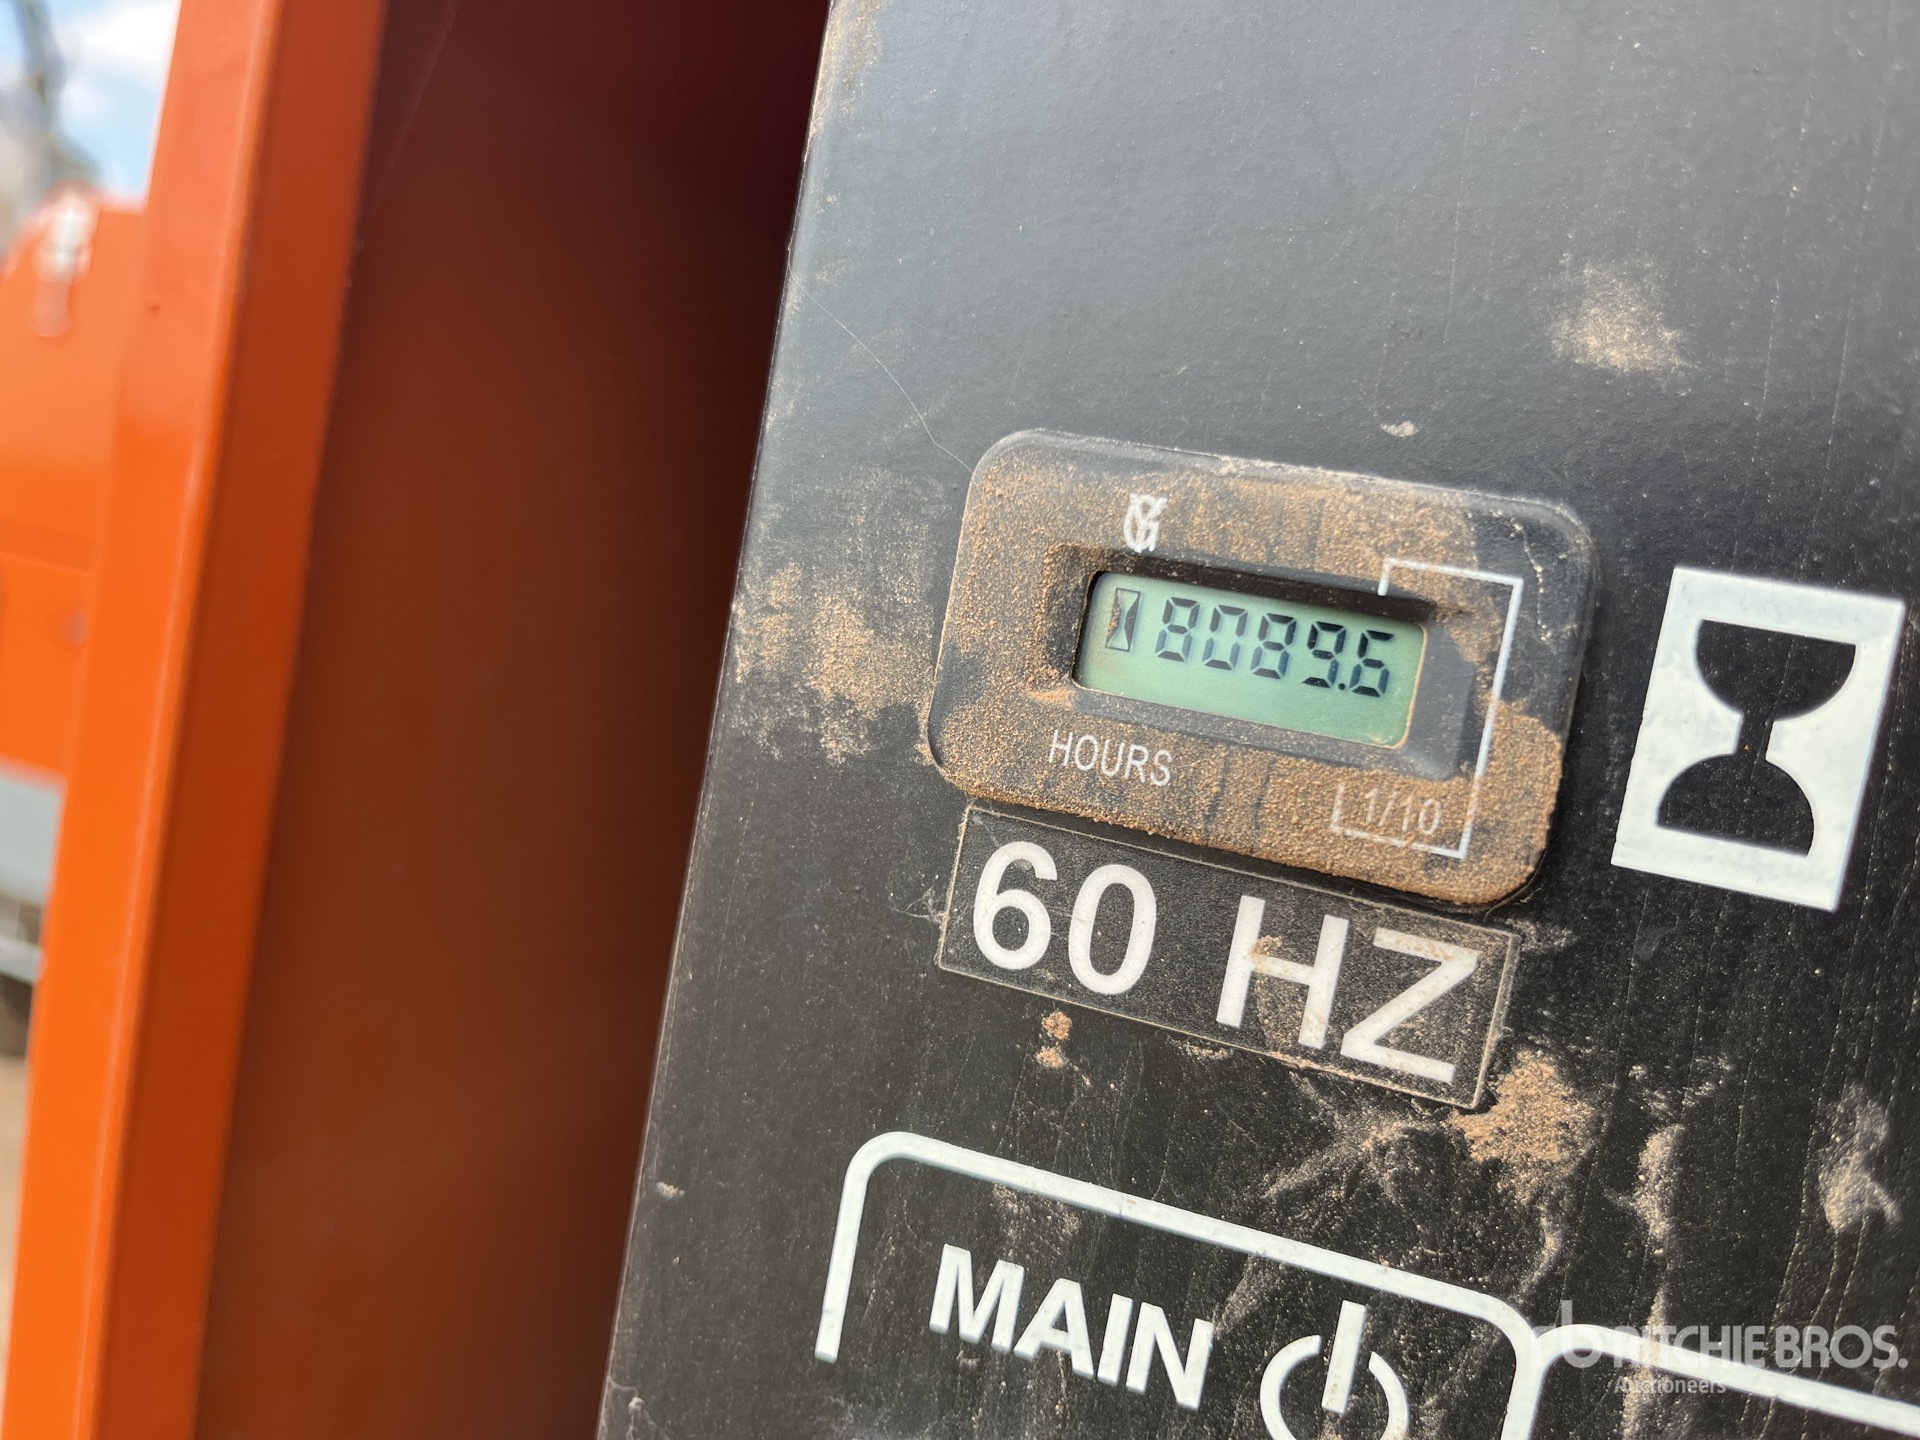 8089.6
HOURS
1/10
60 HZ
MAIN
RITCHIE BROS.
Auctioneers